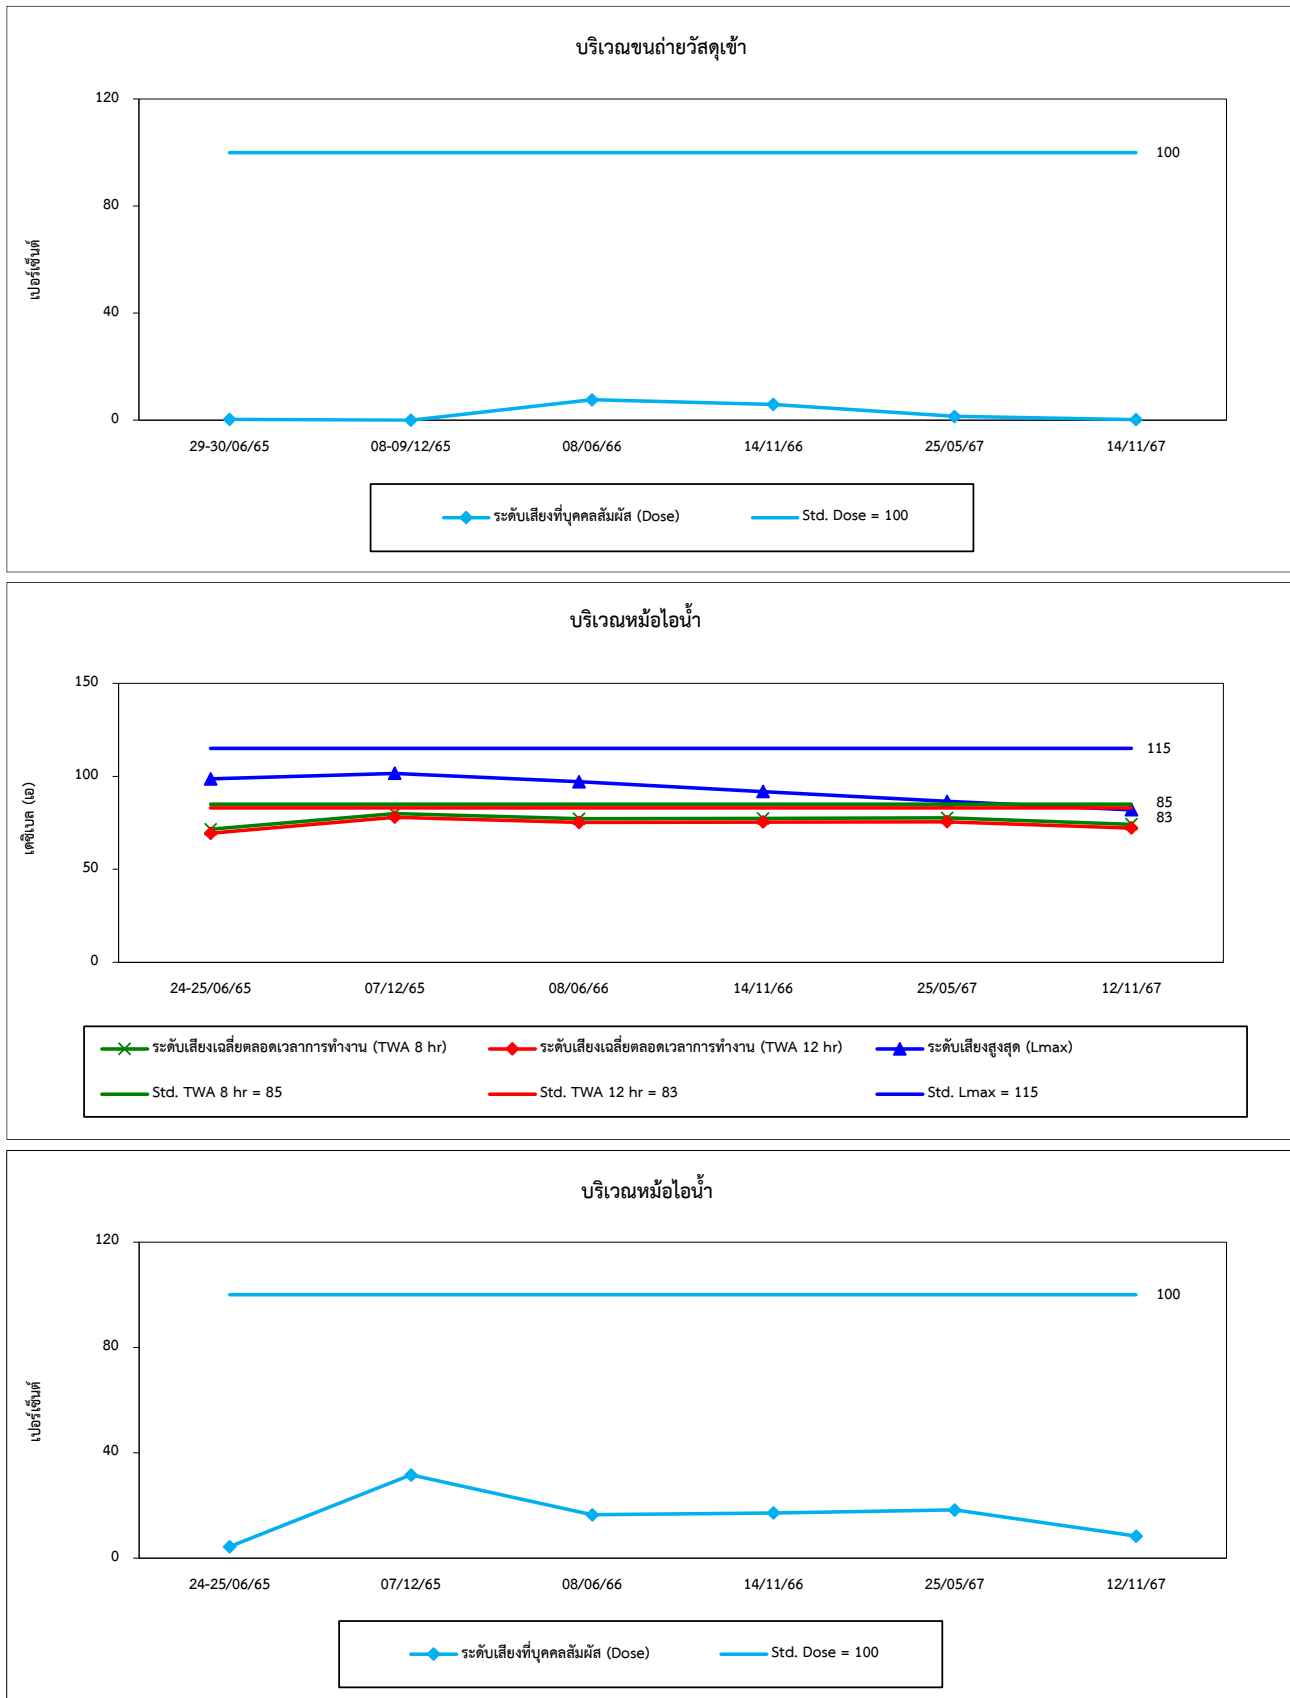 บริเวณขนถ่ายวัสดุเข้า
120
100
80
เปอร์เซ็นต์
40
0
29-30/06/65 08-09/12/65 08/06/66 14/11/66 25/05/67 14/11/67
ระดับเสียงที่บุคคลสัมผัส (Dose) Std. Dose = 100
บริเวณหม้อไอน้ำ
150
115
100
85
83
เดซิเบล (เอ)
50
0
24-25/06/65 07/12/65 08/06/66 14/11/66 25/05/67 12/11/67
ระดับเสียงเฉลี่ยตลอดเวลาการทำงาน (TWA 8 hr) ระดับเสียงเฉลี่ยตลอดเวลาการทำงาน (TWA 12 hr) ระดับเสียงสูงสุด (Lmax)
Std. TWA 8 hr = 85 Std. TWA 12 hr = 83 Std. Lmax = 115
บริเวณหม้อไอน้ำ
120
100
80
เปอร์เซ็นต์
40
0
24-25/06/65 07/12/65 08/06/66 14/11/66 25/05/67 12/11/67
ระดับเสียงที่บุคคลสัมผัส (Dose) Std. Dose = 100